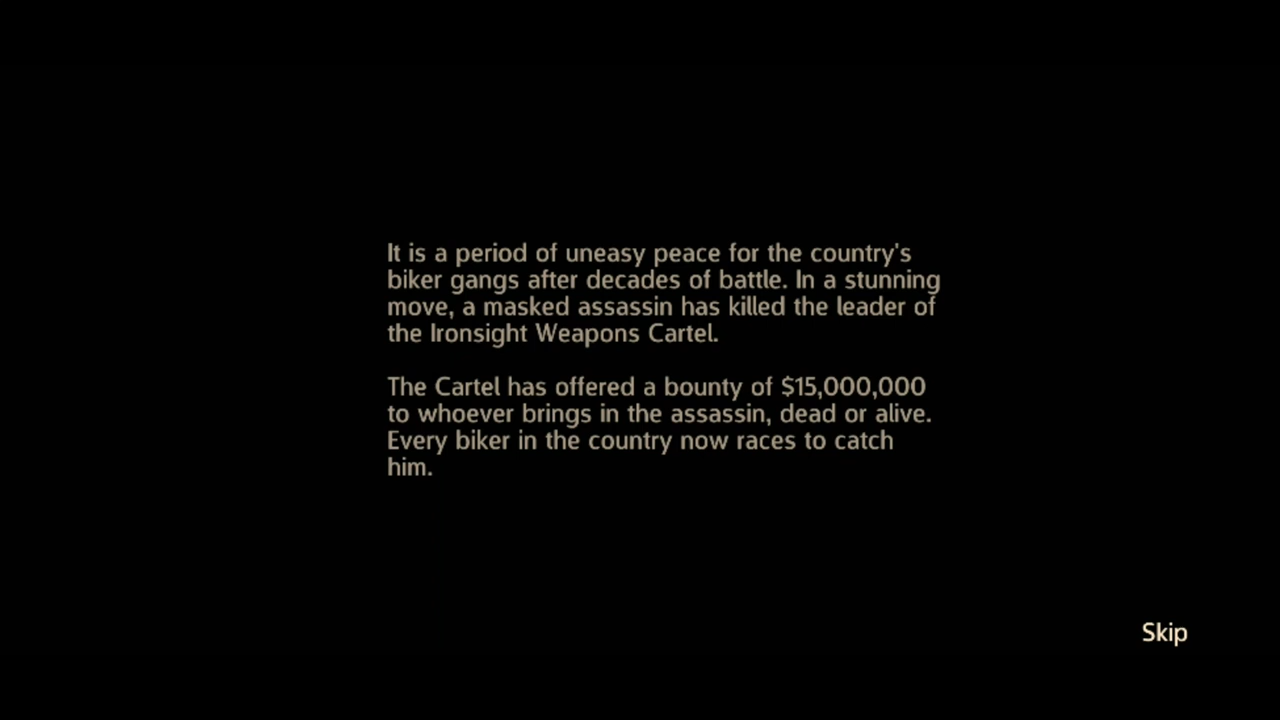 It is a period of uneasy peace for the country's
biker gangs after decades of battle. In a stunning
move, a masked assassin has killed the leader of
the Ironsight Weapons Cartel.
The Cartel has offered a bounty of $15,000,000
to whoever brings in the assassin, dead or alive.
Every biker in the country now races to catch
him.
Skip